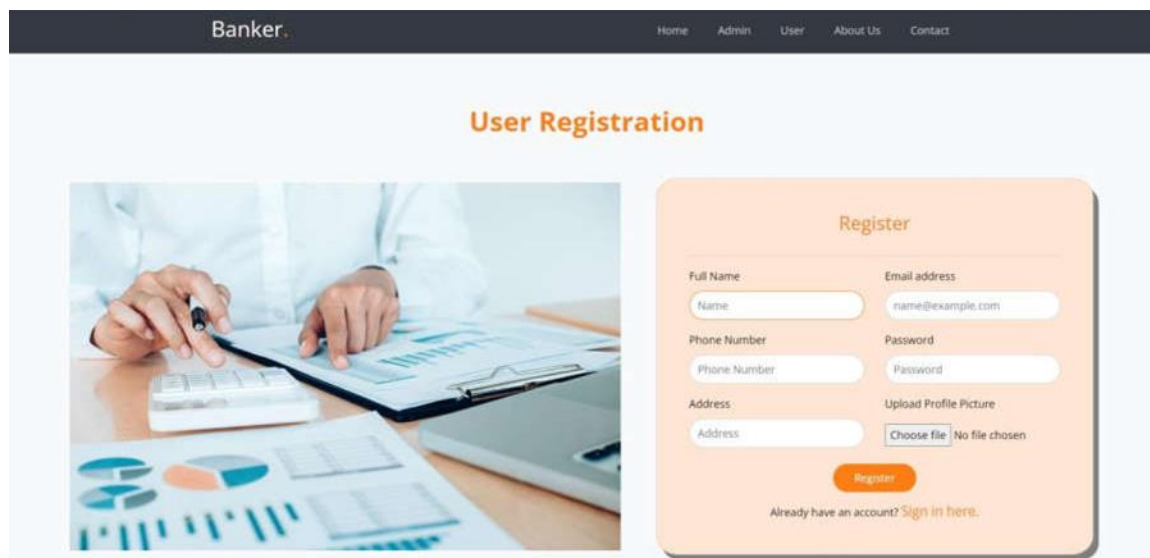 Banker.
Home Admin User About Us Contact
User Registration
Register
Full Name Email address
Name name@example.com
Phone Number Password
Phone Number Password
Address Upload Profile Picture
Address Choose file No file chosen
Register
Already have an account? Sign in here.